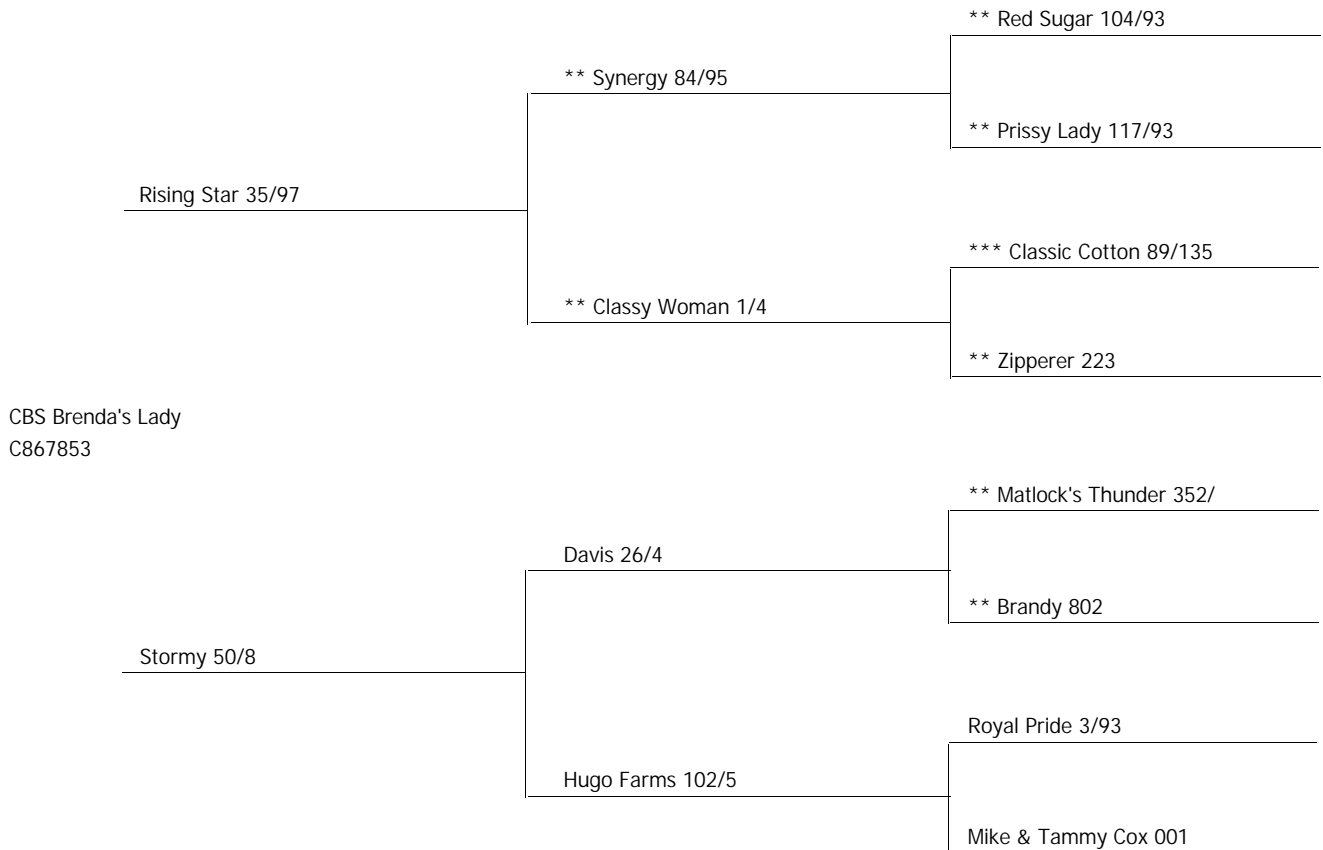 ** Red Sugar 104/93
** Synergy 84/95
** Prissy Lady 117/93
Rising Star 35/97
*** Classic Cotton 89/135
** Classy Woman 1/4
** Zipperer 223
CBS Brenda's Lady
C867853
** Matlock's Thunder 352/
Davis 26/4
** Brandy 802
Stormy 50/8
Royal Pride 3/93
Hugo Farms 102/5
Mike & Tammy Cox 001